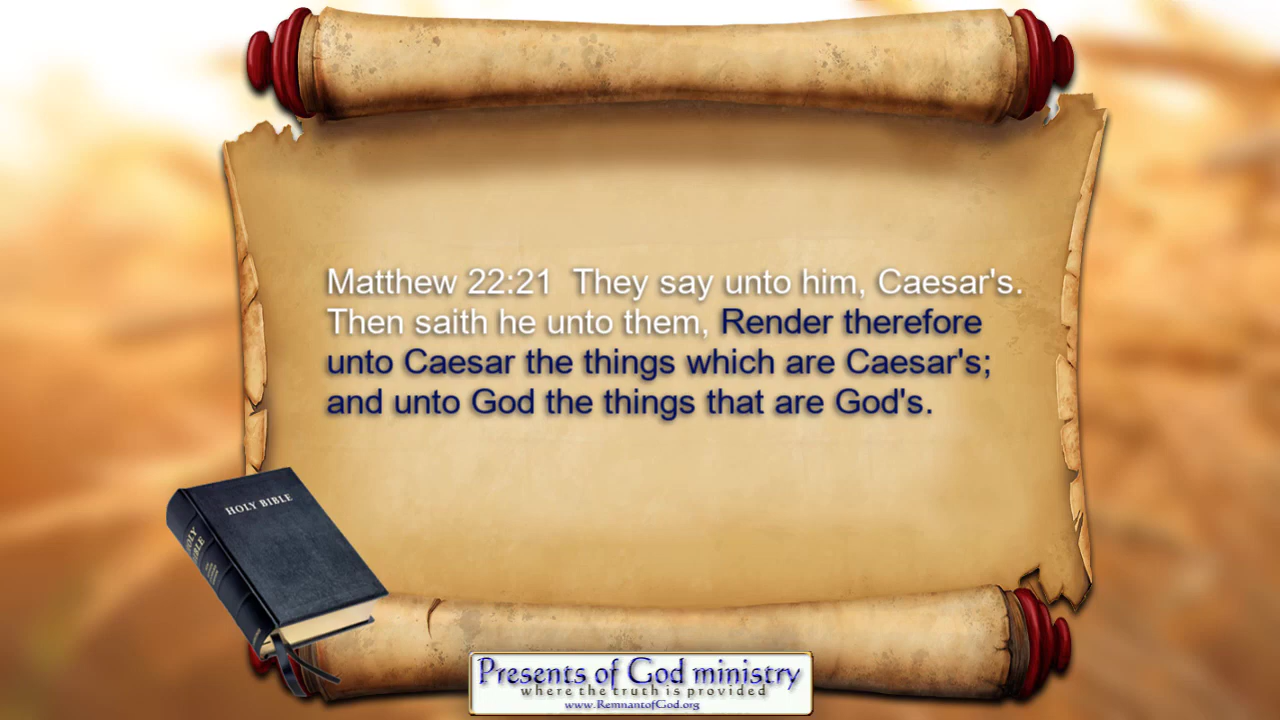 Matthew 22:21  They say unto him, Caesar's.
Then saith he unto them, Render therefore
unto Caesar the things which are Caesar's;
and unto God the things that are God's.
HOLY BIBLE
HOLY BIBLE
Presents of God ministry
where the truth is provided
www.RemnantofGod.org